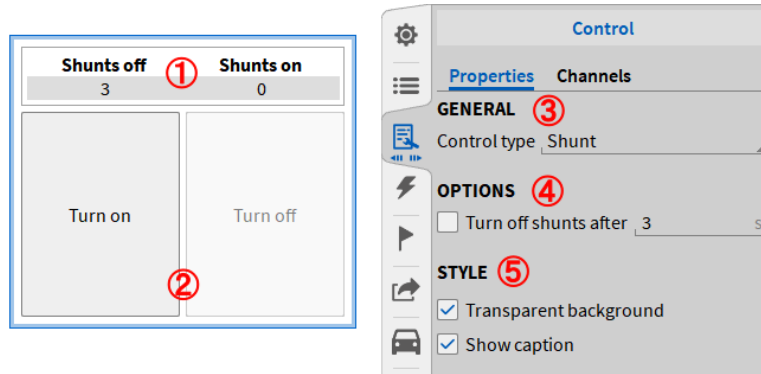 Shunts off ① Shunts on
3 0
Turn on Turn off
②
Control
Properties Channels
GENERAL ③
Control type Shunt
OPTIONS ④
Turn off shunts after 3 s
STYLE ⑤
Transparent background
Show caption